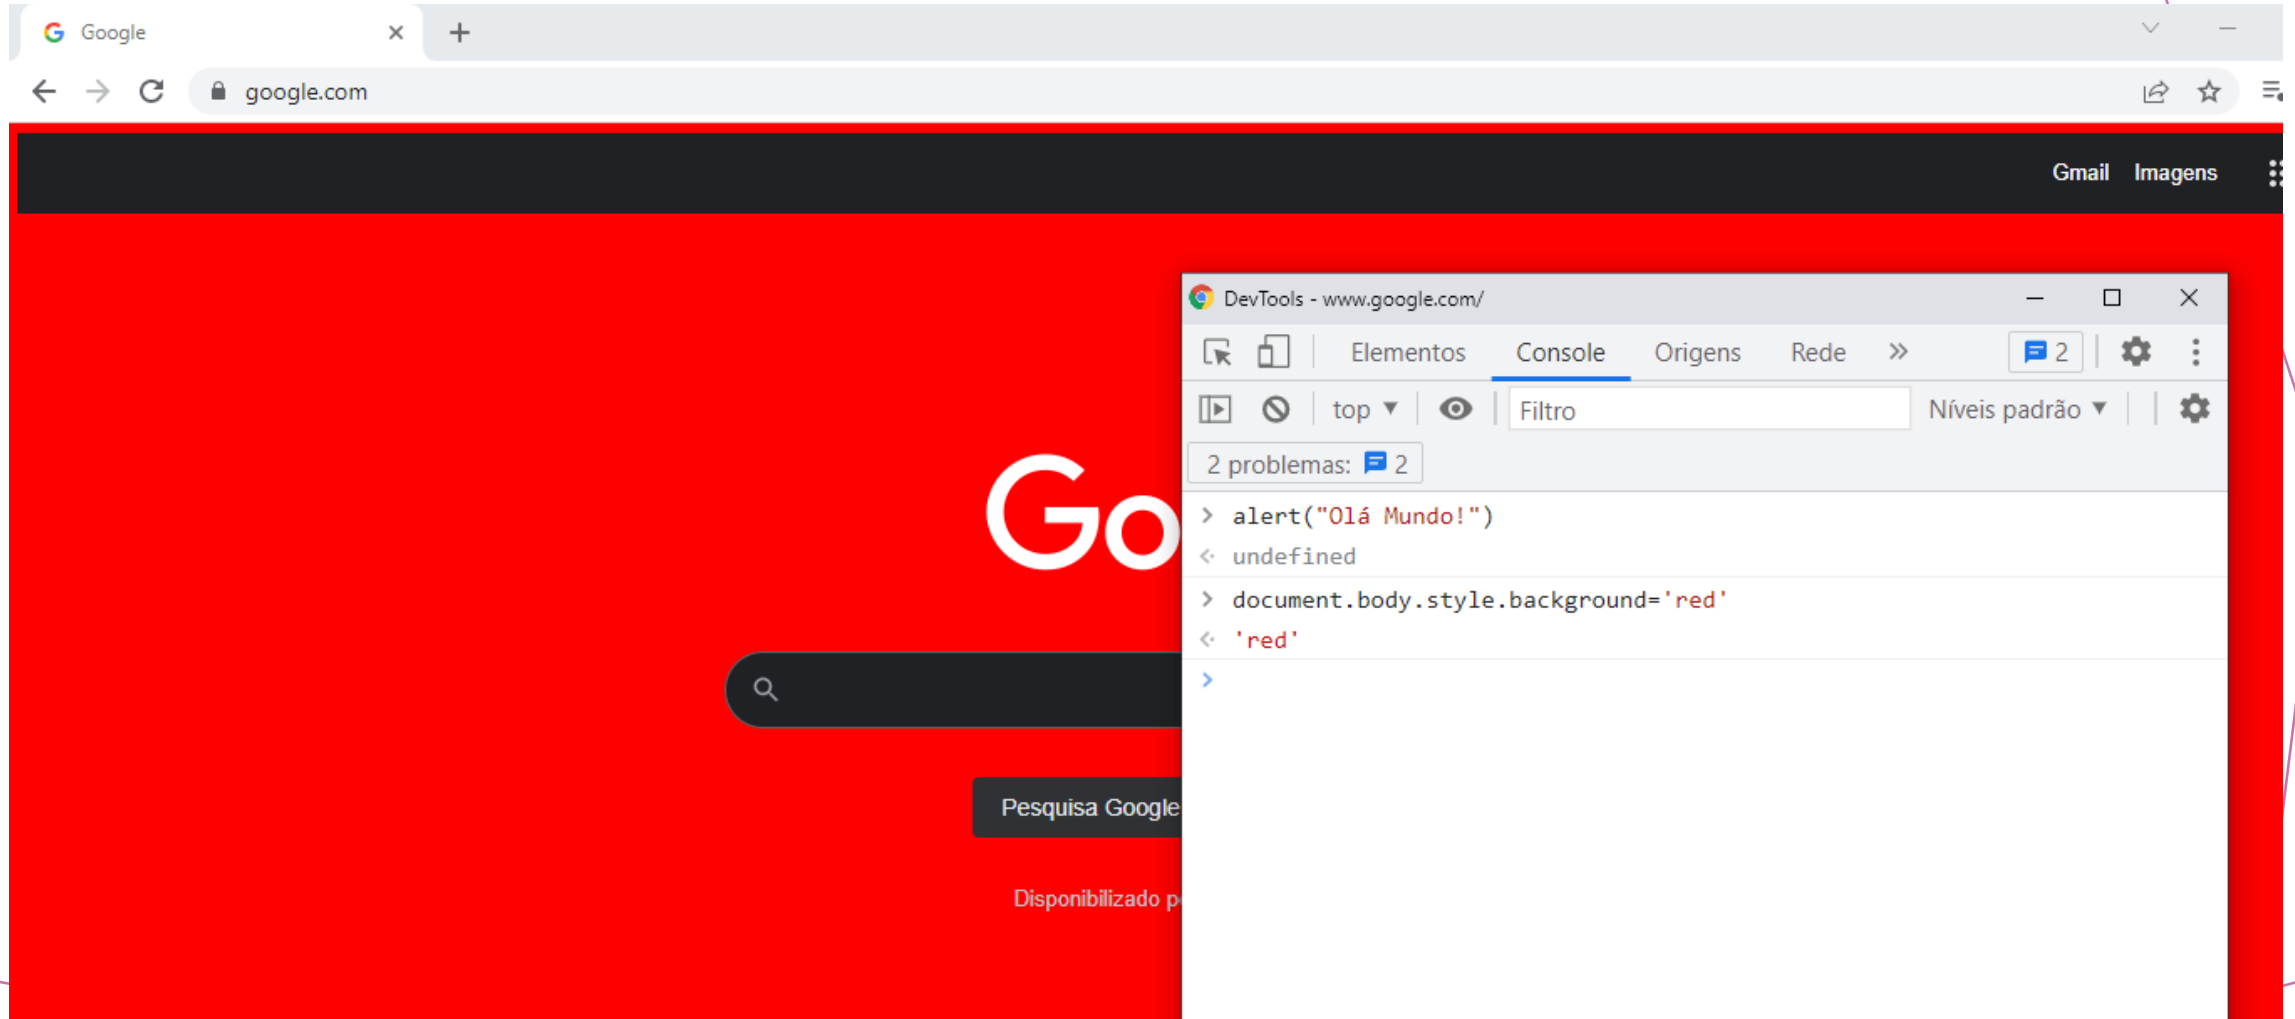 Google
google.com
Gmail Imagens
DevTools - www.google.com/
Elementos Console Origens Rede 2
top Filtro Níveis padrão
2 problemas: 2
Go
alert("Olá Mundo!")
undefined
document.body.style.background='red'
'red'
Pesquisa Google
Disponibilizado